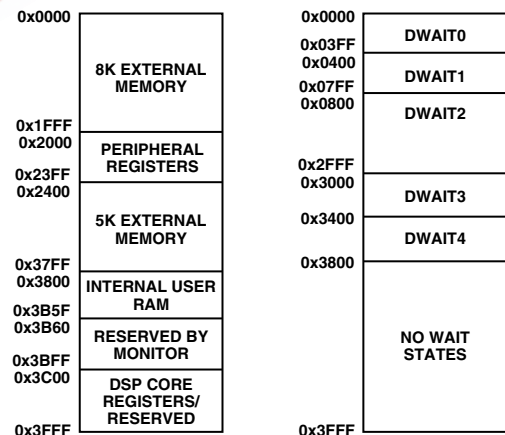 0x0000
8K EXTERNAL
MEMORY
0x1FFF
0x2000
PERIPHERAL
REGISTERS
0x23FF
0x2400
5K EXTERNAL
MEMORY
0x37FF
0x3800
INTERNAL USER
RAM
0x3B5F
0x3B60
RESERVED BY
MONITOR
0x3BFF
0x3C00
DSP CORE
REGISTERS/
RESERVED
0x3FFF
0x0000
DWAIT0
0x03FF
0x0400
DWAIT1
0x07FF
0x0800
DWAIT2
0x2FFF
0x3000
DWAIT3
0x3400
DWAIT4
0x3800
NO WAIT
STATES
0x3FFF